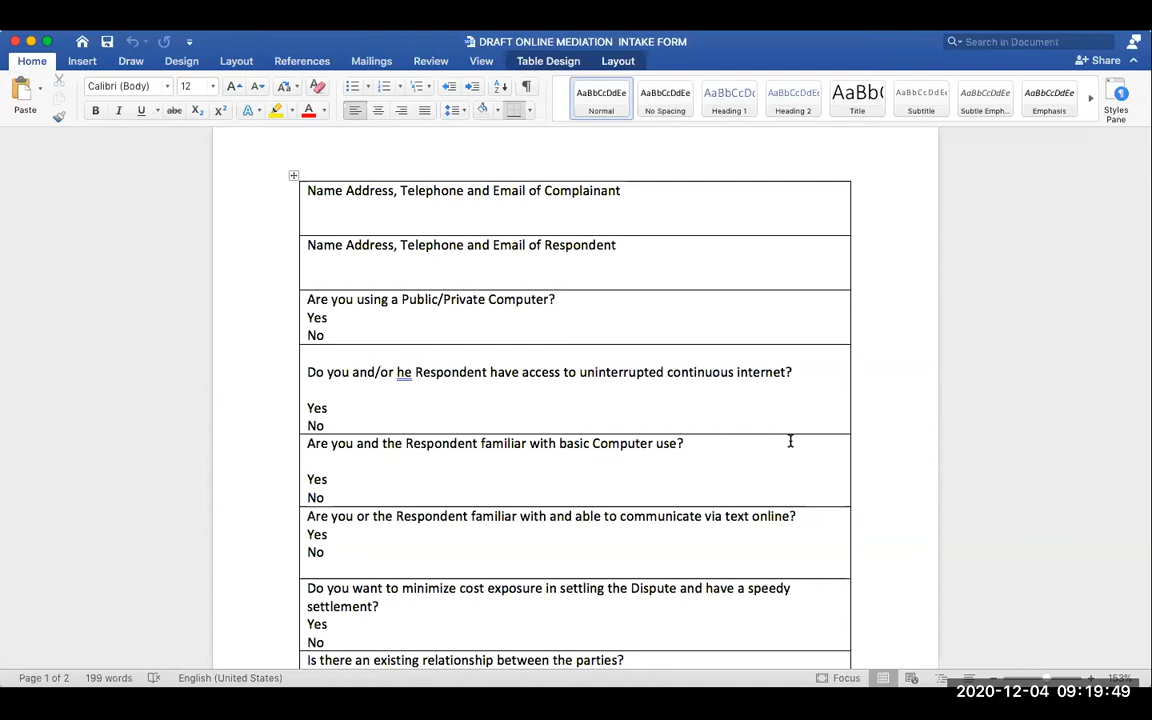 DRAFT ONLINE MEDIATION INTAKE FORM
Search in Document
Home Insert Draw Design Layout References Mailings Review View Table Design Layout
Share
Paste
Calibri (Body) 12
B I U abc X2 X2 A A
AaBbCcDdEe AaBbCcDdEe AaBbCcDc AaBbCcDdEe AaBbC AaBbCcDdEe AaBbCcDdEe AaBbCcDdEe
Normal No Spacing Heading 1 Heading 2 Title Subtitle Subtle Emph... Emphasis
Styles
Pane
Name Address, Telephone and Email of Complainant
Name Address, Telephone and Email of Respondent
Are you using a Public/Private Computer?
Yes
No
Do you and/or he Respondent have access to uninterrupted continuous internet?
Yes
No
Are you and the Respondent familiar with basic Computer use?
Yes
No
Are you or the Respondent familiar with and able to communicate via text online?
Yes
No
Do you want to minimize cost exposure in settling the Dispute and have a speedy
settlement?
Yes
No
Is there an existing relationship between the parties?
Page 1 of 2 199 words English (United States) Focus 153%
2020-12-04 09:19:49